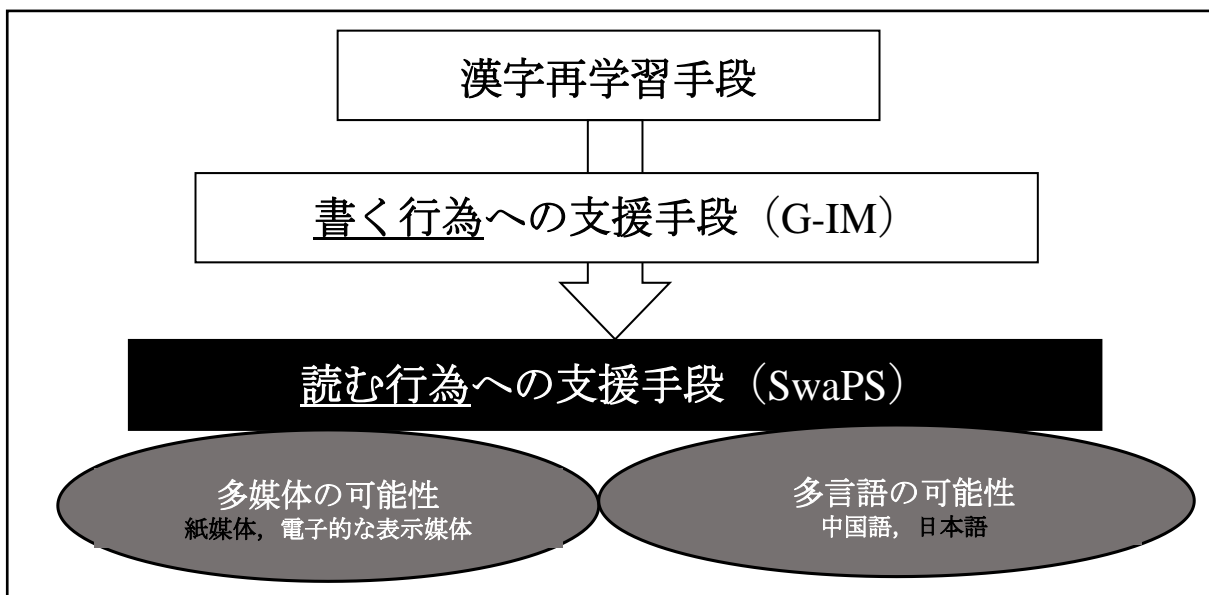 漢字再学習手段
書く行為への支援手段（G-IM）
読む行為への支援手段（SwaPS）
多媒体の可能性
紙媒体，電子的な表示媒体
多言語の可能性
中国語，日本語